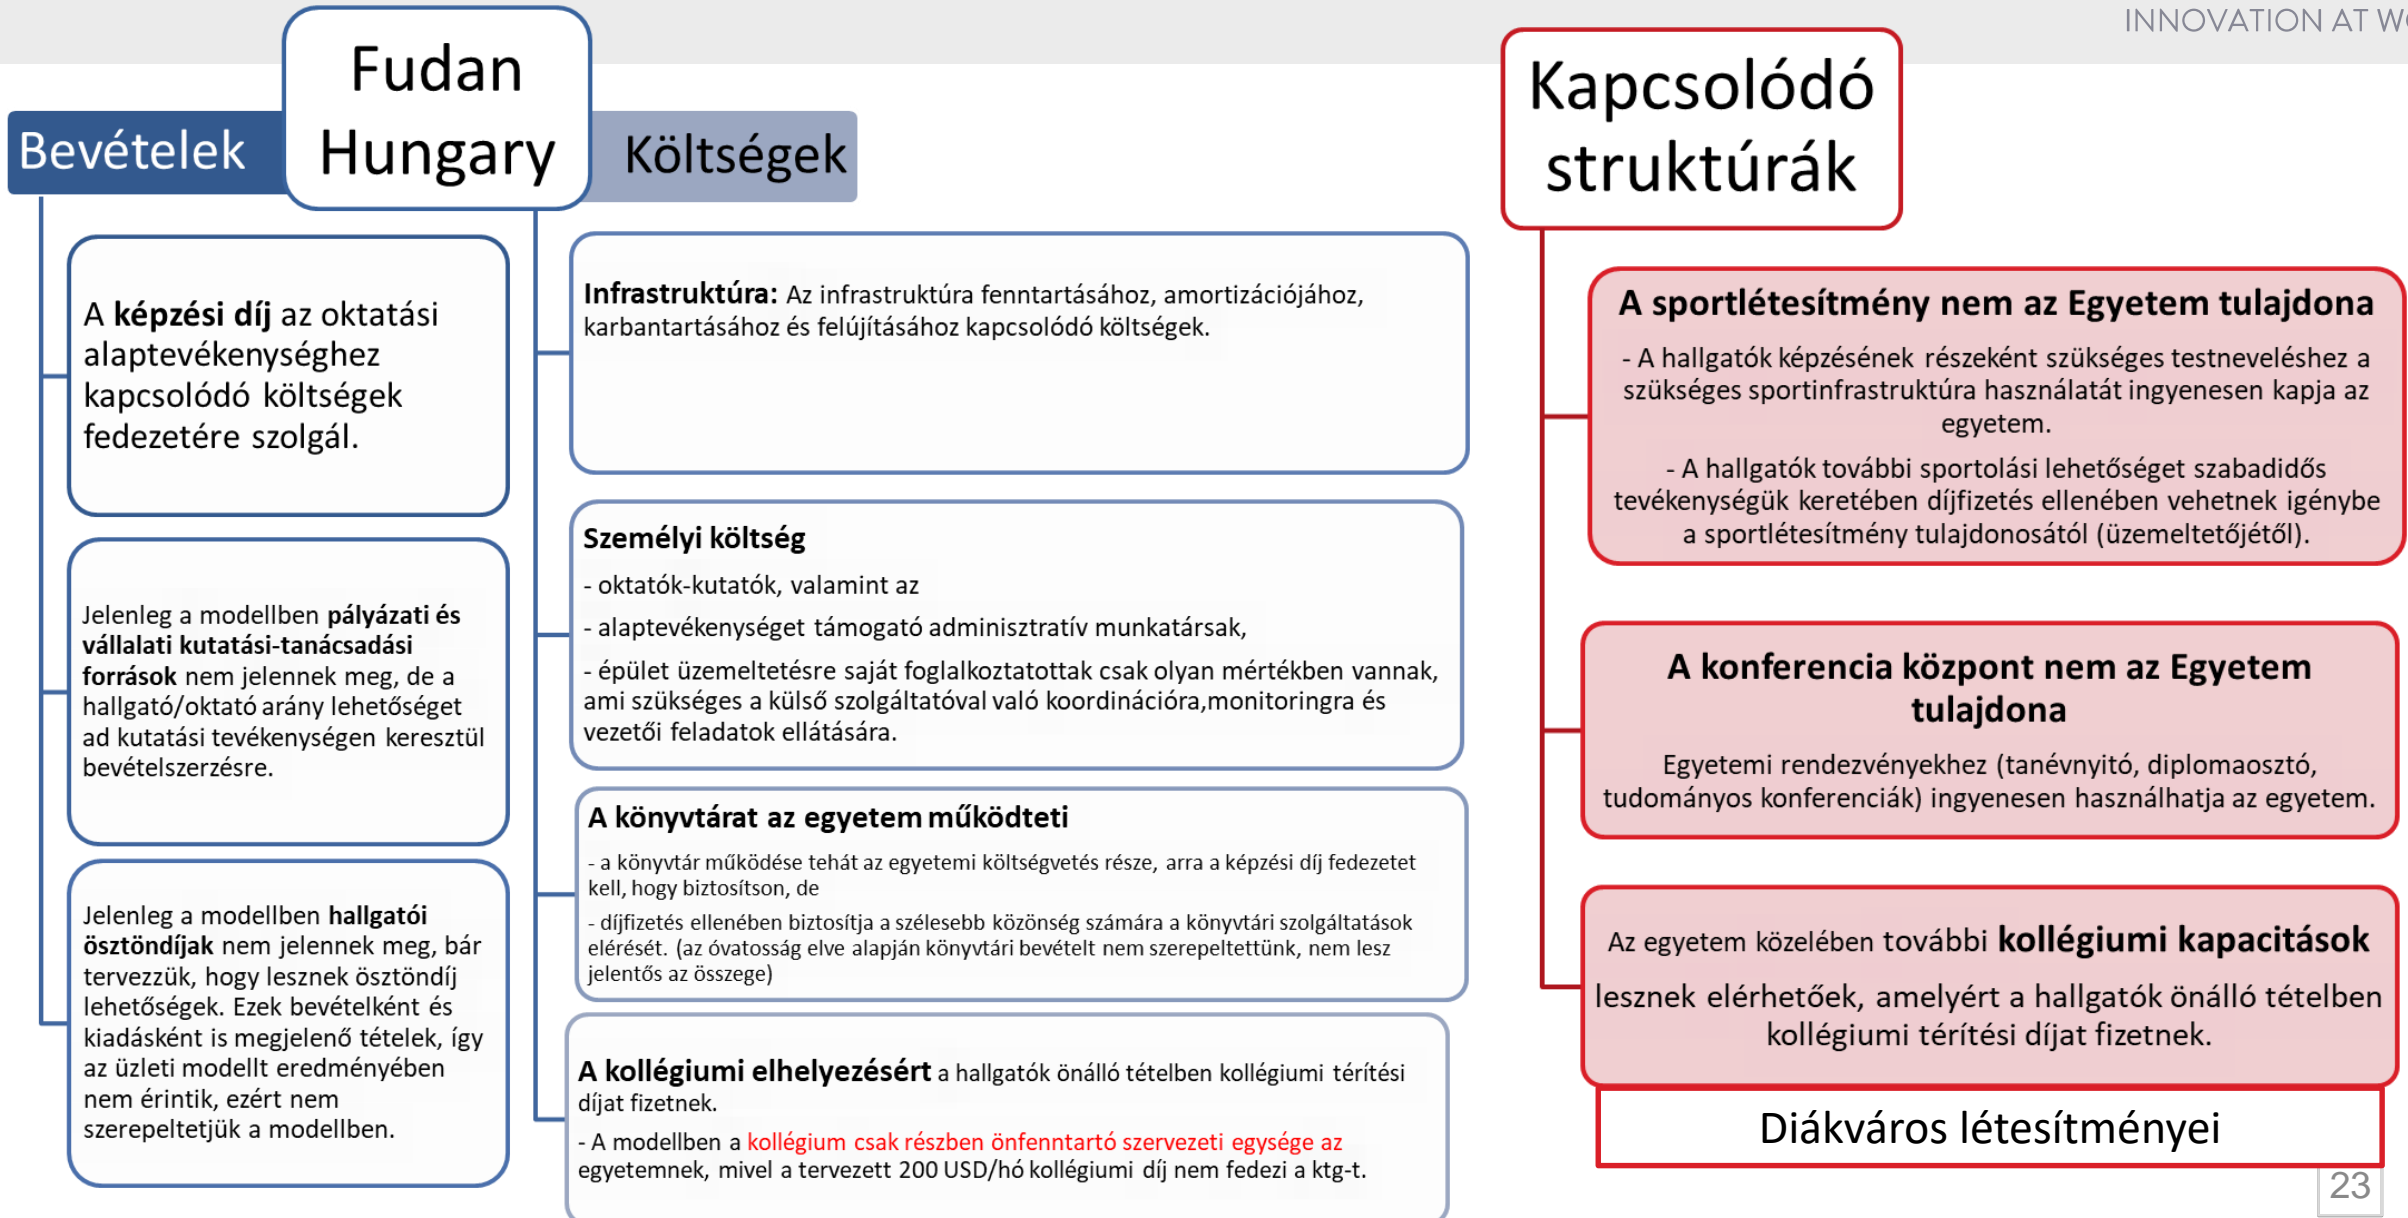 INNOVATION AT
Fudan
Hungary
Bevételek
Költségek
A képzési díj az oktatási
alaptevékenységhez
kapcsolódó költségek
fedezetére szolgál.
Jelenleg a modellben pályázati és
vállalati kutatási-tanácsadási
források nem jelennek meg, de a
hallgató/oktató arány lehetőséget
ad kutatási tevékenységen keresztül
bevételszerzésre.
Jelenleg a modellben hallgatói
ösztöndíjak nem jelennek meg, bár
tervezzük, hogy lesznek ösztöndíj
lehetőségek. Ezek bevételként és
kiadásként is megjelenő tételek, így
az üzleti modellt eredményében
nem érintik, ezért nem
szerepeltetjük a modellben.
Infrastruktúra: Az infrastruktúra fenntartásához, amortizációjához,
karbantartásához és felújításához kapcsolódó költségek.
Személyi költség
- oktatók-kutatók, valamint az
- alaptevékenységet támogató adminisztratív munkatársak,
- épület üzemeltetésre saját foglalkoztatottak csak olyan mértékben vannak,
ami szükséges a külső szolgáltatóval való koordinációra,monitoringra és
vezetői feladatok ellátására.
A könyvtárat az egyetem működteti
- a könyvtár működése tehát az egyetemi költségvetés része, arra a képzési díj fedezetet
kell, hogy biztosítson, de
- díjfizetés ellenében biztosítja a szélesebb közönség számára a könyvtári szolgáltatások
elérését. (az óvatosság elve alapján könyvtári bevételt nem szerepeltettünk, nem lesz
jelentős az összege)
A kollégiumi elhelyezésért a hallgatók önálló tételben kollégiumi térítési
díjat fizetnek.
- A modellben a kollégium csak részben önfenntartó szervezeti egysége az
egyetemnek, mivel a tervezett 200 USD/hó kollégiumi díj nem fedezi a ktg-t.
Kapcsolódó
struktúrák
A sportlétesítmény nem az Egyetem tulajdona
- A hallgatók képzésének részeként szükséges testneveléshez a
szükséges sportinfrastruktúra használatát ingyenesen kapja az
egyetem.
- A hallgatók további sportolási lehetőséget szabadidős
tevékenységük keretében díjfizetés ellenében vehetnek igénybe
a sportlétesítmény tulajdonosától (üzemeltetőjétől).
A konferencia központ nem az Egyetem
tulajdona
Egyetemi rendezvényekhez (tanévnyitó, diplomaosztó,
tudományos konferenciák) ingyenesen használhatja az egyetem.
Az egyetem közelében további kollégiumi kapacitások
lesznek elérhetőek, amelyért a hallgatók önálló tételben
kollégiumi térítési díjat fizetnek.
Diákváros létesítményei
23